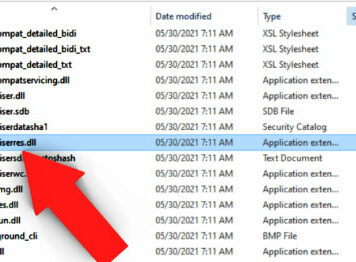 Date modified Type S
ompat_detailed_bidi 05/30/2021 7:11 AM XSL Stylesheet
ompat_detailed_bidi_txt 05/30/2021 7:11 AM XSL Stylesheet
ompat_detailed_txt 05/30/2021 7:11 AM XSL Stylesheet
ompatservicing.dll 05/30/2021 7:11 AM Application exten...
iser.dll 05/30/2021 7:11 AM Application exten...
iser.sdb 05/30/2021 7:11 AM SDB File
iserdatasha1 05/30/2021 7:11 AM Security Catalog
iserres.dll 05/30/2021 7:11 AM Application exten...
isersd oshash 05/30/2021 7:11 AM Text Document
iserwc 05/30/2021 7:11 AM Application exten...
mg.dll 05/30/2021 7:11 AM Application exten...
es.dll 05/30/2021 7:11 AM Application exten...
un.dll 05/30/2021 7:11 AM Application exten...
ground_cli 05/30/2021 7:11 AM BMP File
dll 05/30/2021 7:11 AM Application exten...